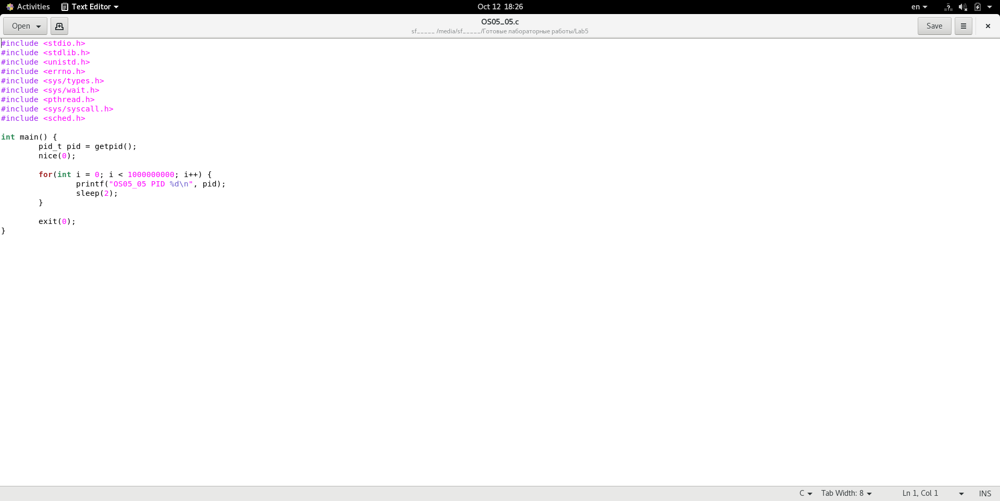 Activities Text Editor Oct 12 18:26 en
Open OS05_05.c Save
sf_____ /media/sf_____/Готовые лабораторные работы/Lab5
#include <stdio.h>
#include <stdlib.h>
#include <unistd.h>
#include <errno.h>
#include <sys/types.h>
#include <sys/wait.h>
#include <pthread.h>
#include <sys/syscall.h>
#include <sched.h>
int main() {
        pid_t pid = getpid();
        nice(0);
        for(int i = 0; i < 1000000000; i++) {
                printf("OS05_05 PID %d\n", pid);
                sleep(2);
        }
        exit(0);
}
C Tab Width: 8 Ln 1, Col 1 INS